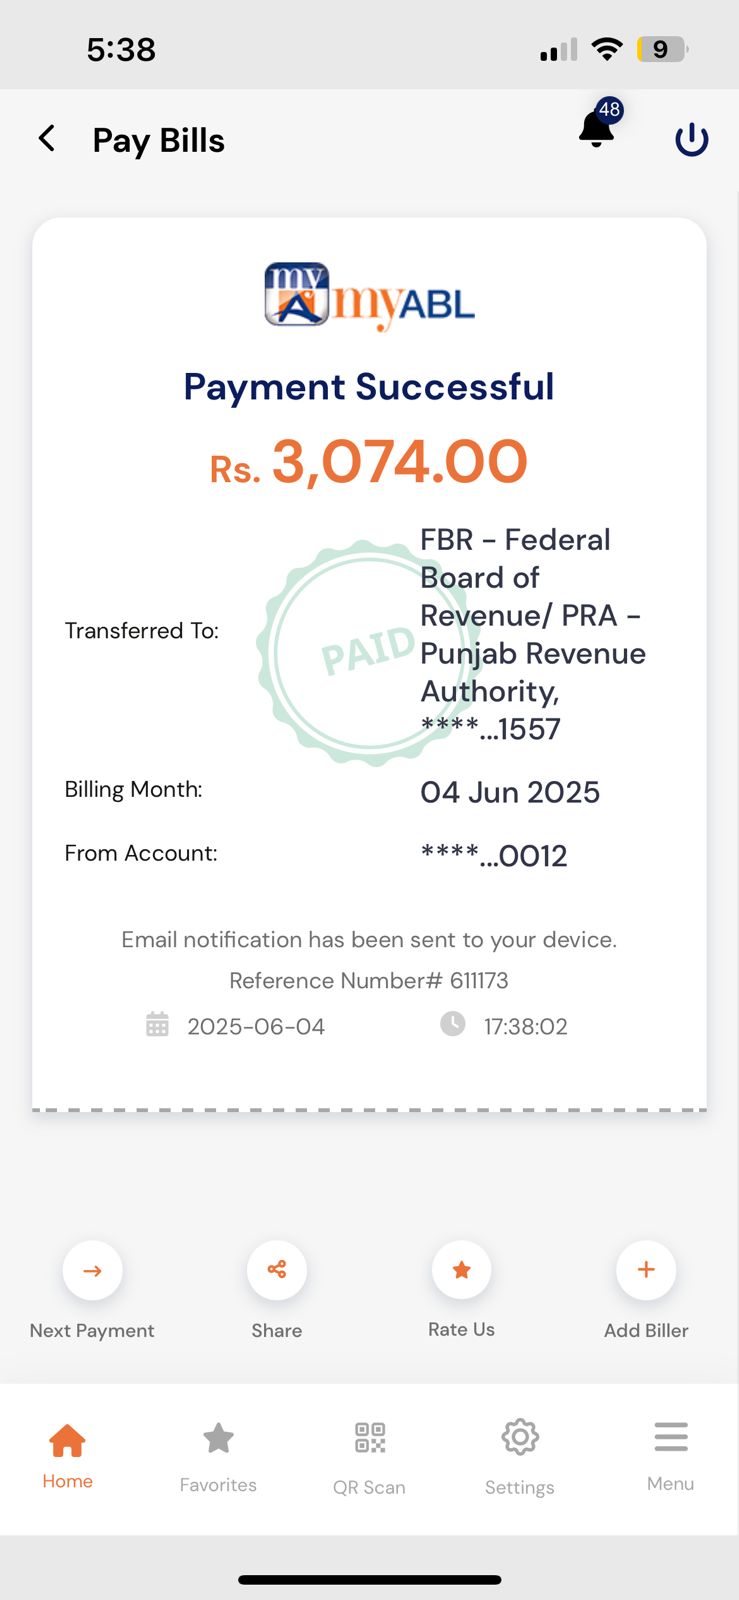 5:38
9
Pay Bills
48
my
myABL
Payment Successful
Rs. 3,074.00
PAID
Transferred To:
FBR - Federal
Board of
Revenue/ PRA -
Punjab Revenue
Authority,
****...1557
Billing Month:
04 Jun 2025
From Account:
****...0012
Email notification has been sent to your device.
Reference Number# 611173
2025-06-04
17:38:02
Next Payment
Share
Rate Us
Add Biller
Home
Favorites
QR Scan
Settings
Menu